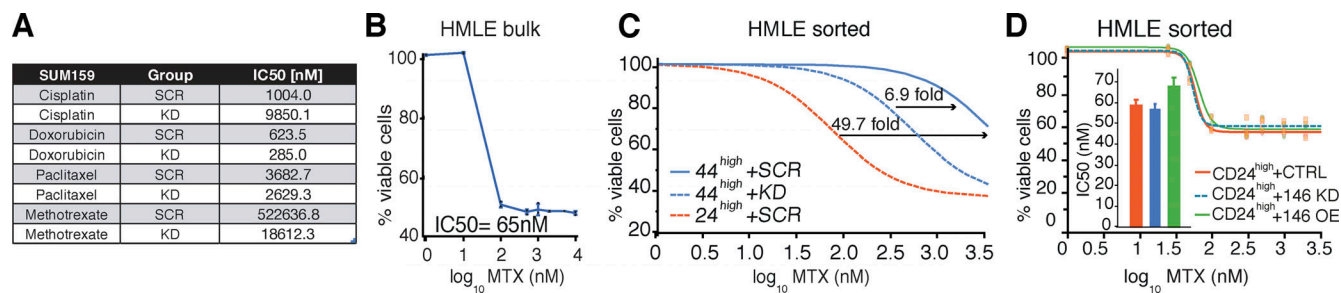 A
SUM159 Group IC50 [nM]
Cisplatin SCR 1004.0
Cisplatin KD 9850.1
Doxorubicin SCR 623.5
Doxorubicin KD 285.0
Paclitaxel SCR 3682.7
Paclitaxel KD 2629.3
Methotrexate SCR 522636.8
Methotrexate KD 18612.3
B
HMLE bulk
% viable cells
100
80
60
40
IC50= 65nM
0 1 2 3 4
log10 MTX (nM)
C
HMLE sorted
% viable cells
100
80
60
40
20
6.9 fold
49.7 fold
44high+SCR
44high+KD
24high+SCR
0 0.5 1.0 1.5 2.0 2.5 3.0 3.5
log10 MTX (nM)
D
HMLE sorted
% viable cells
100
80
60
40
20
0
IC50 (nM)
70
60
50
40
30
20
10
0
CD24high+CTRL
CD24high+146 KD
CD24high+146 OE
0 0.5 1.0 1.5 2.0 2.5 3.0 3.5
log10 MTX (nM)